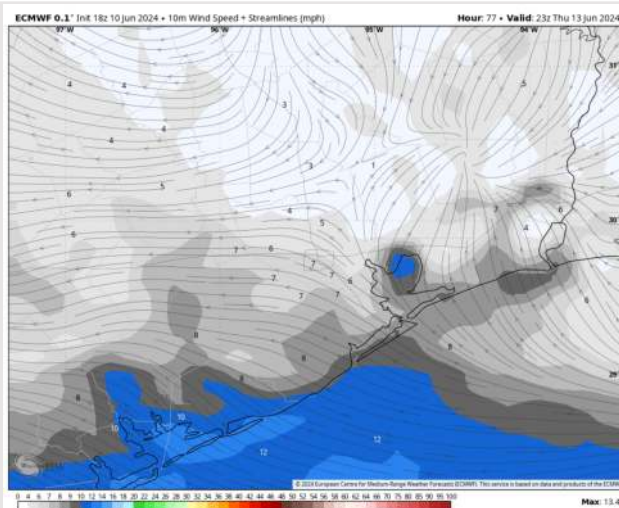 ECMWF 0.1° Init 18z 10 Jun 2024 • 10m Wind Speed + Streamlines (mph)
Hour: 77 • Valid: 23z Thu 13 Jun 2024
97°W 96°W 95°W 94°W
31°
4 4 .5
3
4 4
3 1
5
6
4 7 6
5 30°
.4
6
7 6
7
7 7 6
7 7
6
8
8 8
29°
8
8
10 10
12
12
© 2024 European Centre for Medium-Range Weather Forecasts (ECMWF). This service is based on data and products of the ECMWF
0 4 6 7 8 9 10 12 14 16 18 20 22 24 26 28 30 32 34 36 38 40 42 44 46 48 50 52 54 56 58 60 65 70 75 80 85 90 95 100
Max: 13.4